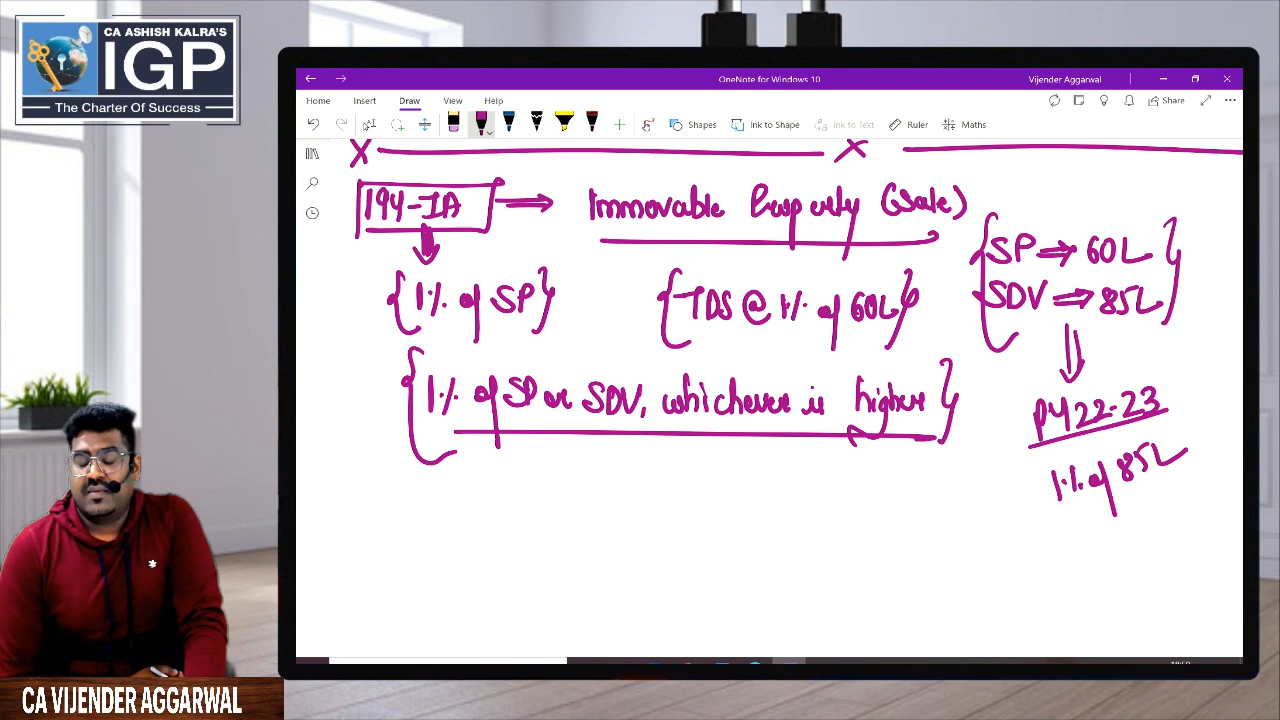 CA ASHISH KALRA'S
IGP
The Charter Of Success
OneNote for Windows 10
Vijender Aggarwal
Home Insert Draw View Help
Share
Shapes Ink to Shape Ink to Text Ruler Maths
X X
194-IA ⇒ Immovable Property (Sale)
{1% of SP}
{TDS @ 1% of 60L}
{SP ⇒ 60L
SDV ⇒ 85L}
{1% of SP or SDV, whichever is higher}
PY 22-23
1% of 85L
CA VIJENDER AGGARWAL